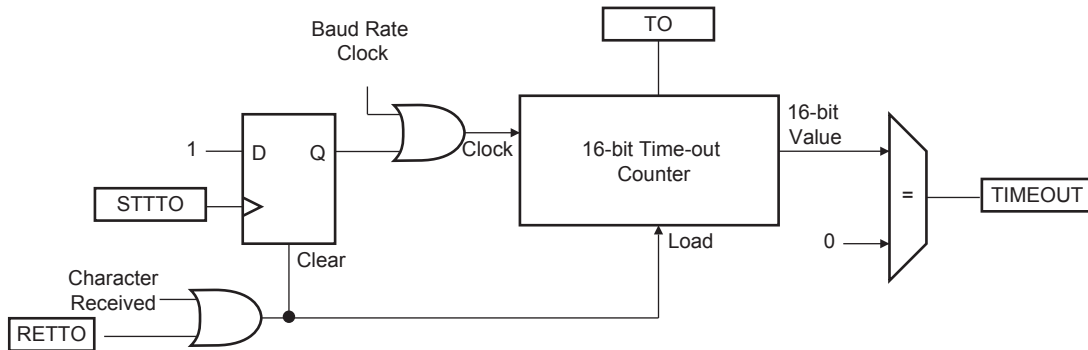 TO
Baud Rate
Clock
16-bit
Value
1
D
Q
Clock
16-bit Time-out
Counter
STTTO
=
TIMEOUT
0
Load
Clear
Character
Received
RETTO